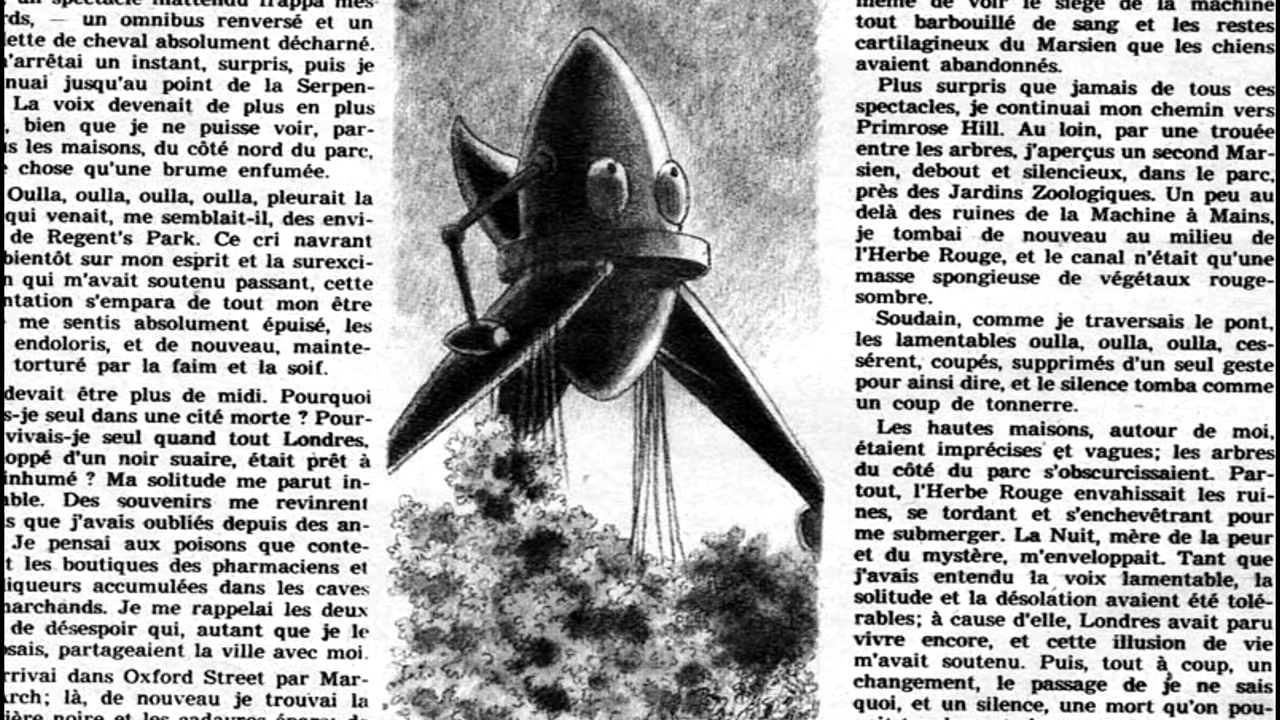 un spectacle inattendu frappa mes
rds, — un omnibus renversé et un
lette de cheval absolument décharné.
'arrêtai un instant, surpris, puis je
nuai jusqu'au point de la Serpen-
La voix devenait de plus en plus
, bien que je ne puisse voir, par-
s les maisons, du côté nord du parc,
chose qu'une brume enfumée.
Oulla, oulla, oulla, oulla, pleurait la
qui venait, me semblait-il, des envi-
de Regent's Park. Ce cri navrant
bientôt sur mon esprit et la surexci-
n qui m'avait soutenu passant, cette
ntation s'empara de tout mon être
me sentis absolument épuisé, les
endoloris, et de nouveau, mainte-
torturé par la faim et la soif.
devait être plus de midi. Pourquoi
s-je seul dans une cité morte ? Pour-
vivais-je seul quand tout Londres,
oppé d'un noir suaire, était prêt à
inhumé ? Ma solitude me parut in-
able. Des souvenirs me revinrent
s que j'avais oubliés depuis des an-
Je pensai aux poisons que conte-
t les boutiques des pharmaciens et
liqueurs accumulées dans les caves
marchands. Je me rappelai les deux
de désespoir qui, autant que je le
osais, partageaient la ville avec moi.
rrivai dans Oxford Street par Mar-
Arch; là, de nouveau je trouvai la
ière noire et les cadavres épars; de
même de voir le siège de la machine
tout barbouillé de sang et les restes
cartilagineux du Marsien que les chiens
avaient abandonnés.
Plus surpris que jamais de tous ces
spectacles, je continuai mon chemin vers
Primrose Hill. Au loin, par une trouée
entre les arbres, j'aperçus un second Mar-
sien, debout et silencieux, dans le parc,
près des Jardins Zoologiques. Un peu au
delà des ruines de la Machine à Mains,
je tombai de nouveau au milieu de
l'Herbe Rouge, et le canal n'était qu'une
masse spongieuse de végétaux rouge-
sombre.
Soudain, comme je traversais le pont,
les lamentables oulla, oulla, oulla, ces-
sérent, coupés, supprimés d'un seul geste
pour ainsi dire, et le silence tomba comme
un coup de tonnerre.
Les hautes maisons, autour de moi,
étaient imprécises et vagues; les arbres
du côté du parc s'obscurcissaient. Par-
tout, l'Herbe Rouge envahissait les rui-
nes, se tordant et s'enchevêtrant pour
me submerger. La Nuit, mère de la peur
et du mystère, m'enveloppait. Tant que
j'avais entendu la voix lamentable, la
solitude et la désolation avaient été tolé-
rables; à cause d'elle, Londres avait paru
vivre encore, et cette illusion de vie
m'avait soutenu. Puis, tout à coup, un
changement, le passage de je ne sais
quoi, et un silence, une mort qu'on pou-